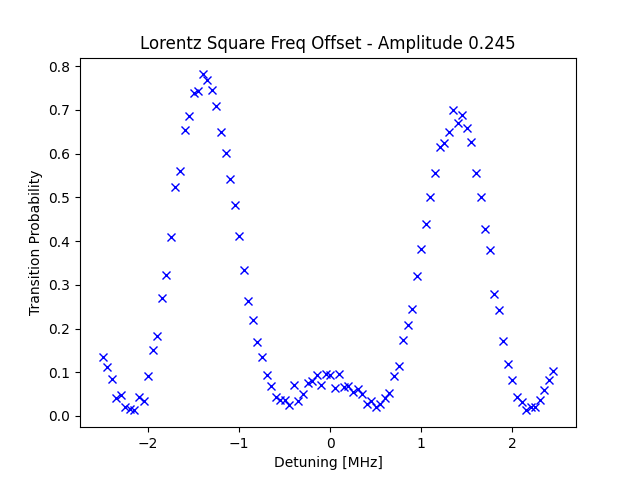 Lorentz Square Freq Offset - Amplitude 0.245
Transition Probability
0.8
0.7
0.6
0.5
0.4
0.3
0.2
0.1
0.0
−2 −1 0 1 2
Detuning [MHz]